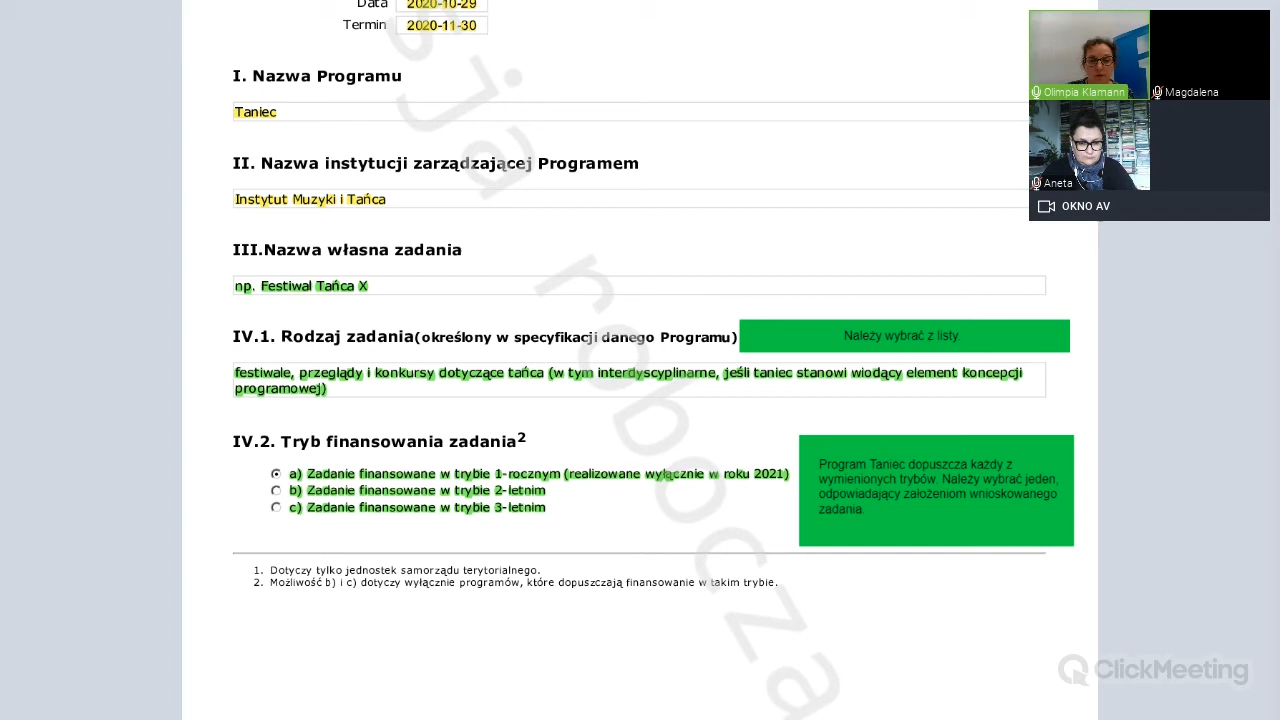 Data 2020-10-29
Termin 2020-11-30
I. Nazwa Programu
Taniec
II. Nazwa instytucji zarządzającej Programem
Instytut Muzyki i Tańca
III.Nazwa własna zadania
np. Festiwal Tańca X
IV.1. Rodzaj zadania(określony w specyfikacji danego Programu)
Należy wybrać z listy.
festiwale, przeglądy i konkursy dotyczące tańca (w tym interdyscyplinarne, jeśli taniec stanowi wiodący element koncepcji
programowej)
IV.2. Tryb finansowania zadania2
a) Zadanie finansowane w trybie 1-rocznym (realizowane wyłącznie w roku 2021)
b) Zadanie finansowane w trybie 2-letnim
c) Zadanie finansowane w trybie 3-letnim
Program Taniec dopuszcza każdy z
wymienionych trybów. Należy wybrać jeden,
odpowiadający założeniom wnioskowanego
zadania.
1. Dotyczy tylko jednostek samorządu terytorialnego.
2. Możliwość b) i c) dotyczy wyłącznie programów, które dopuszczają finansowanie w takim trybie.
sja robocza
Olimpia Klamann
Magdalena
Aneta
OKNO AV
ClickMeeting